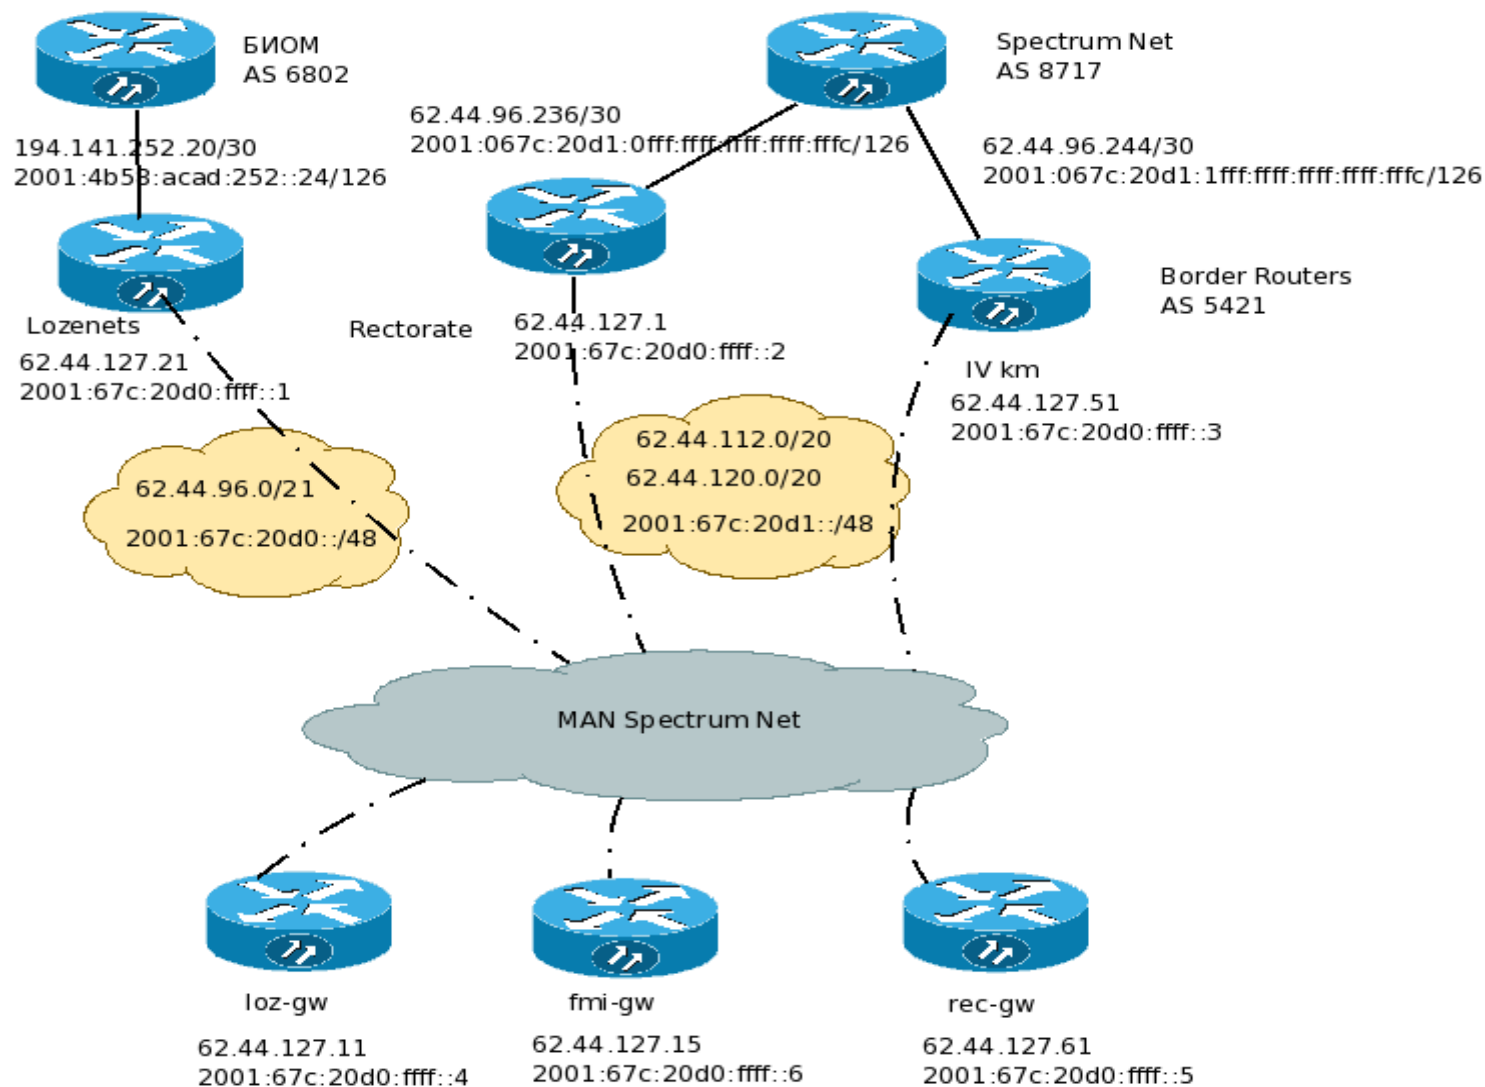 БИОМ
AS 6802
Spectrum Net
AS 8717
62.44.96.236/30
2001:067c:20d1:0fff:ffff:ffff:ffff:fffc/126
194.141.252.20/30
2001:4b58:acad:252::24/126
62.44.96.244/30
2001:067c:20d1:1fff:ffff:ffff:ffff:fffc/126
Border Routers
AS 5421
Lozenets
62.44.127.21
2001:67c:20d0:ffff::1
Rectorate
62.44.127.1
2001:67c:20d0:ffff::2
IV km
62.44.127.51
2001:67c:20d0:ffff::3
62.44.96.0/21
2001:67c:20d0::/48
62.44.112.0/20
62.44.120.0/20
2001:67c:20d1::/48
MAN Spectrum Net
loz-gw
62.44.127.11
2001:67c:20d0:ffff::4
fmi-gw
62.44.127.15
2001:67c:20d0:ffff::6
rec-gw
62.44.127.61
2001:67c:20d0:ffff::5